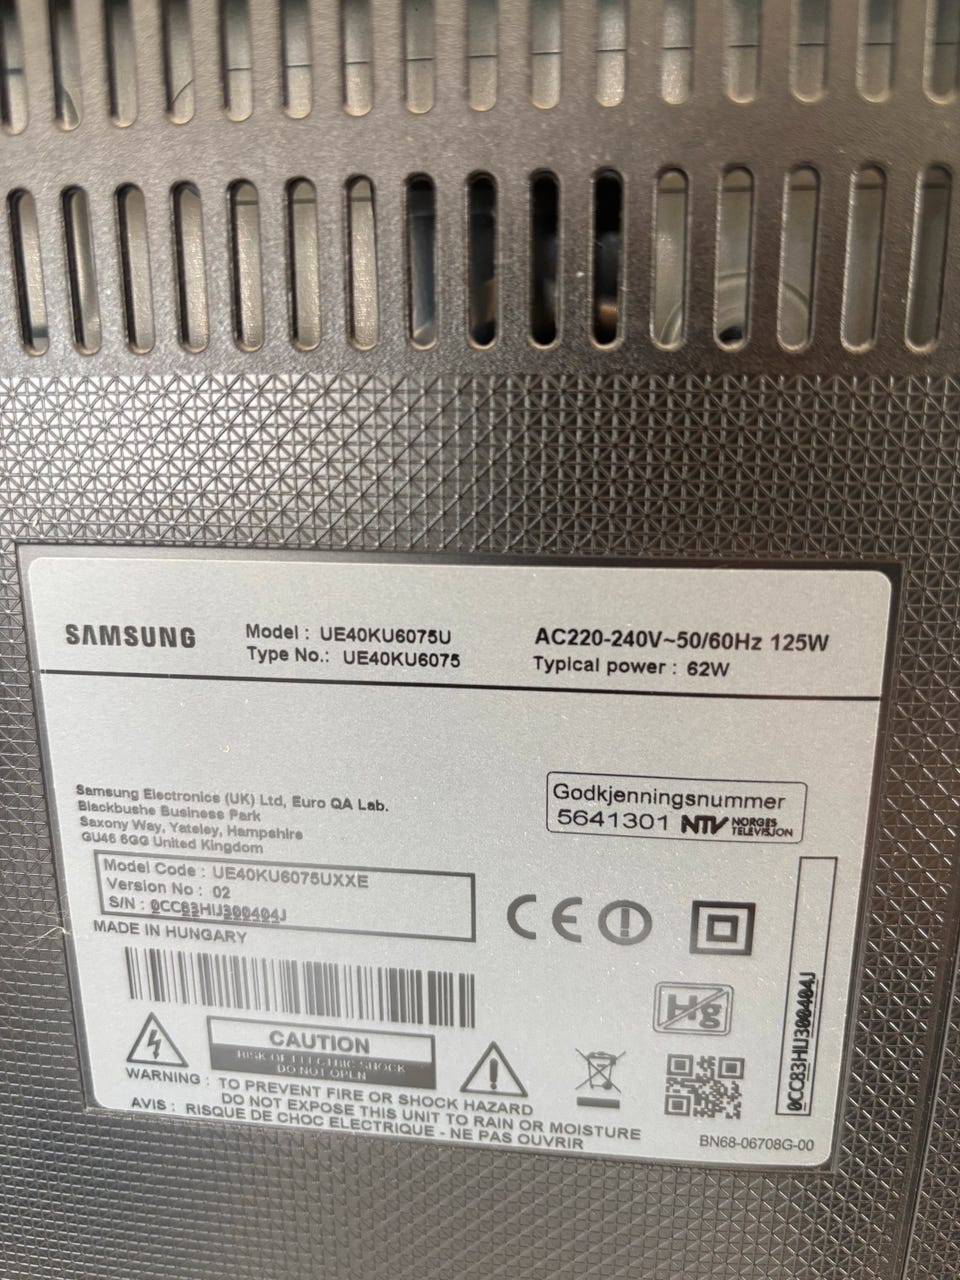 SAMSUNG
Model : UE40KU6075U
Type No.: UE40KU6075
AC220-240V~50/60Hz 125W
Typical power : 62W
Samsung Electronics (UK) Ltd, Euro QA Lab.
Blackbushe Business Park
Saxony Way, Yateley, Hampshire
GU46 6GG United Kingdom
Godkjenningsnummer
5641301 NTV NORGES
TELEVISJON
Model Code : UE40KU6075UXXE
Version No : 02
S/N : 0CC83HIJ300404J
MADE IN HUNGARY
CE
Hg
0CC83HIJ300404J
CAUTION
RISK OF ELECTRIC SHOCK
DO NOT OPEN
WARNING : TO PREVENT FIRE OR SHOCK HAZARD
DO NOT EXPOSE THIS UNIT TO RAIN OR MOISTURE
AVIS : RISQUE DE CHOC ELECTRIQUE - NE PAS OUVRIR
BN68-06708G-00